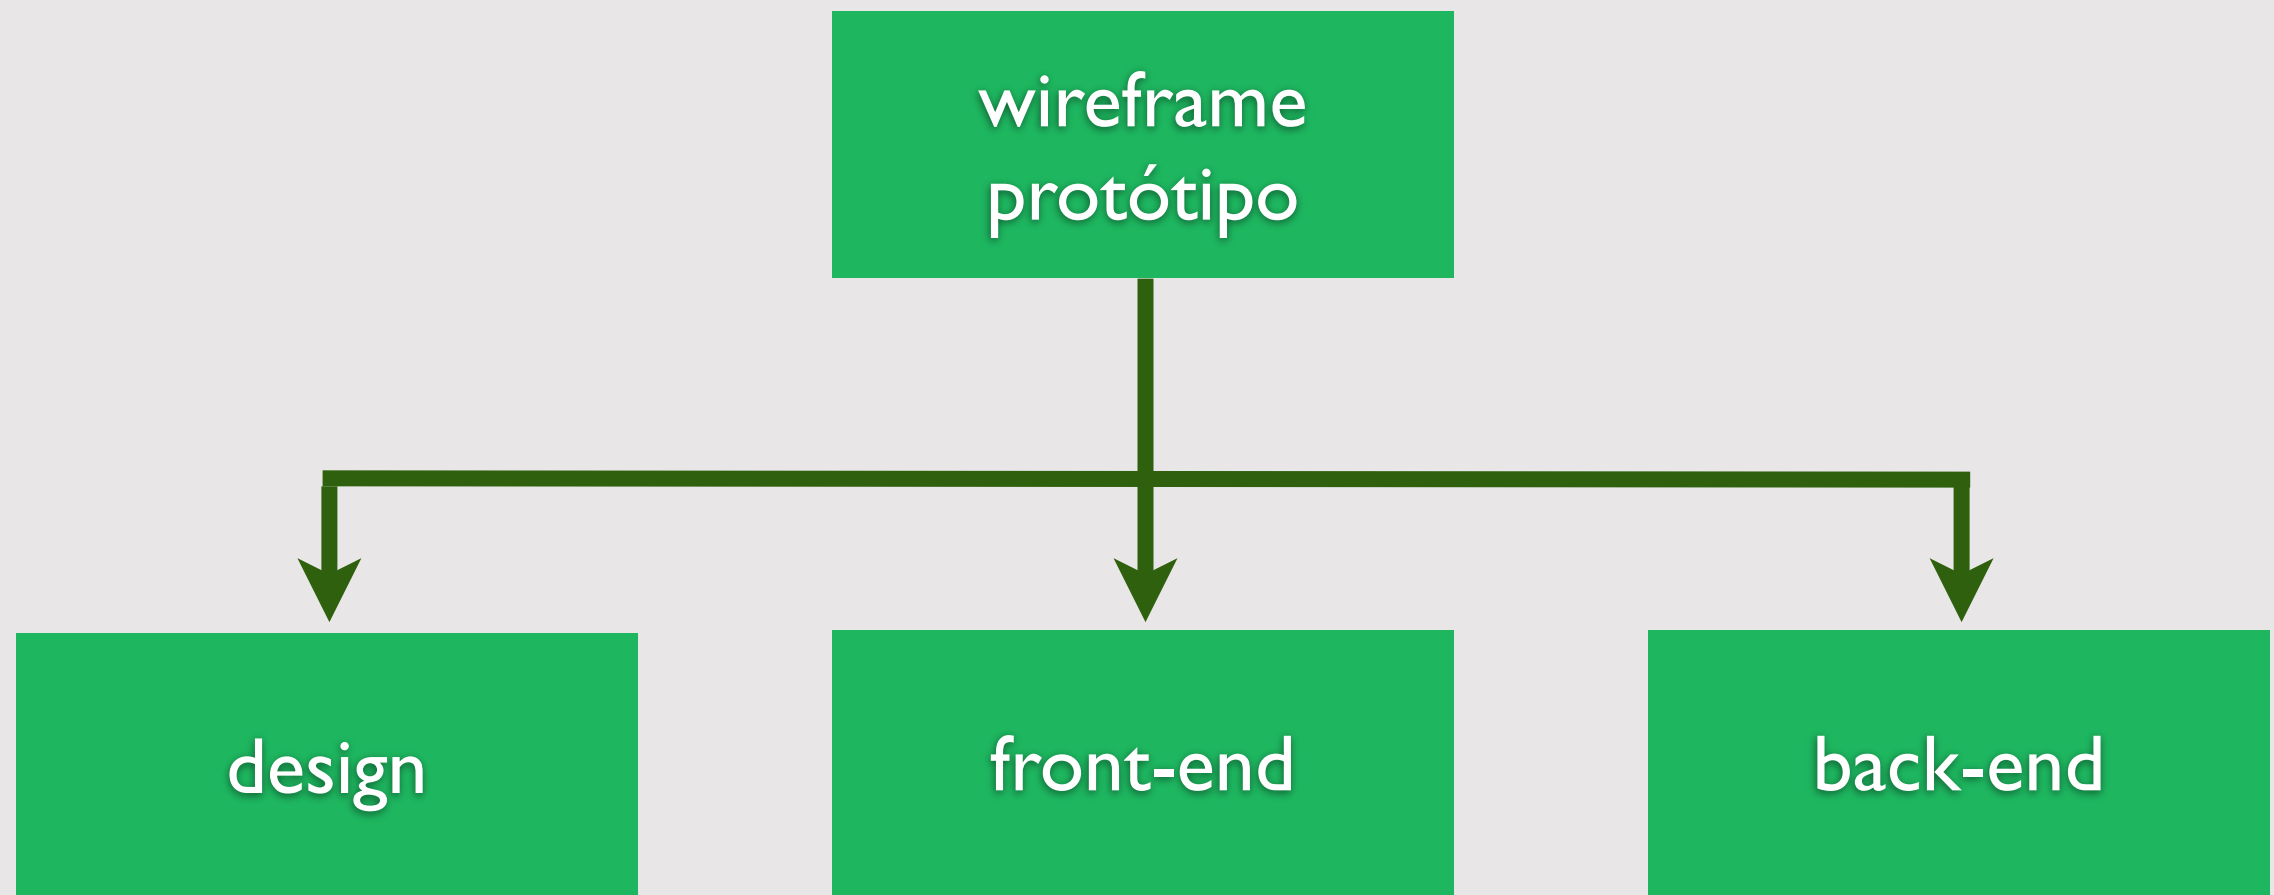 wireframe
protótipo
design
front-end
back-end